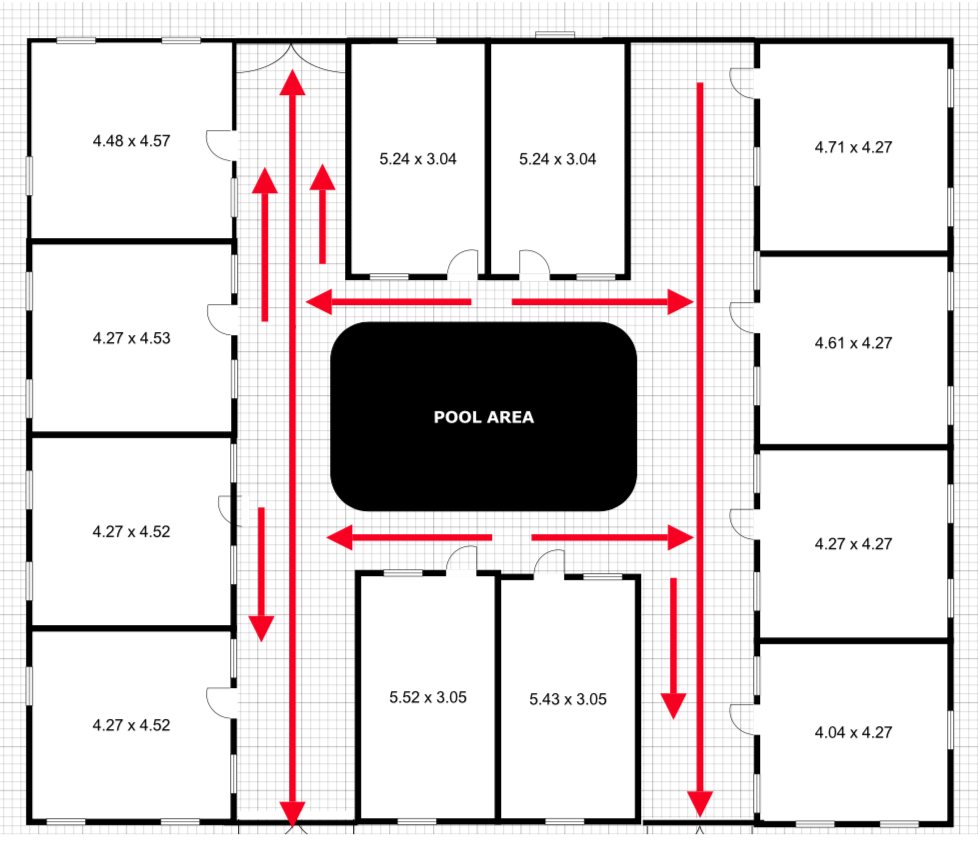 4.48 x 4.57
5.24 x 3.04
5.24 x 3.04
4.71 x 4.27
4.27 x 4.53
4.61 x 4.27
POOL AREA
4.27 x 4.52
4.27 x 4.27
4.27 x 4.52
5.52 x 3.05
5.43 x 3.05
4.04 x 4.27